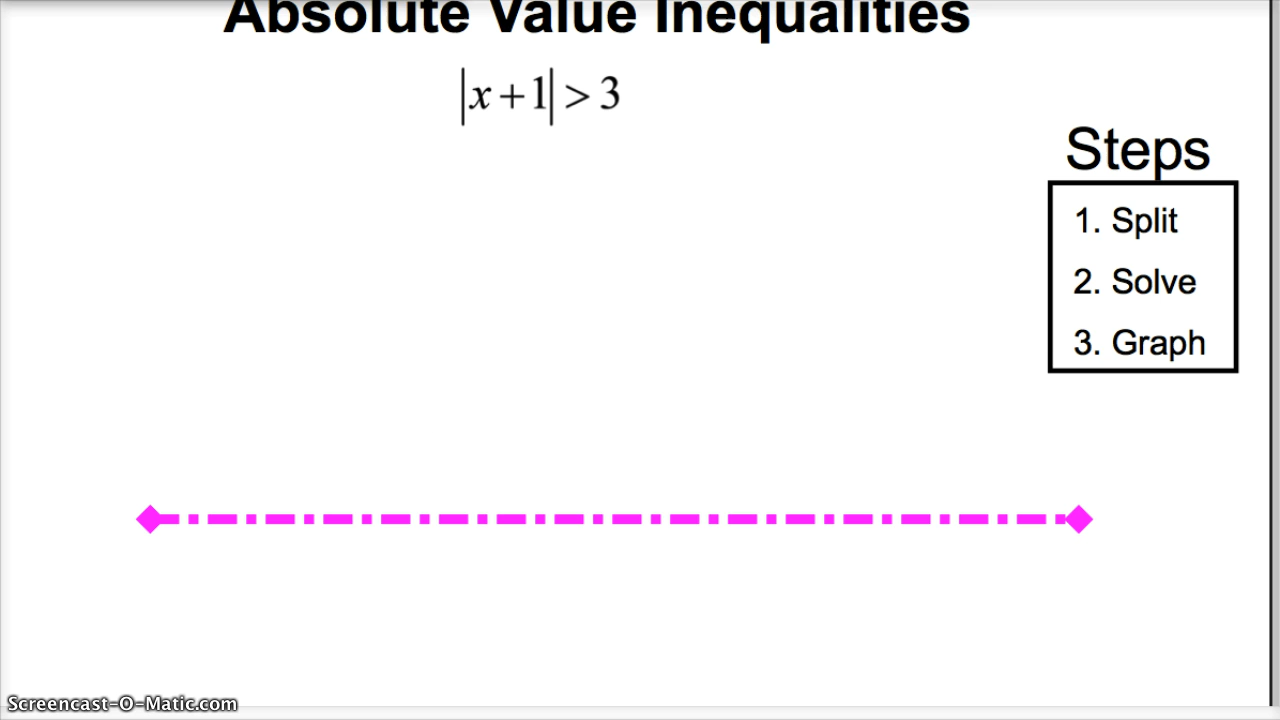 Absolute Value Inequalities
|x+1|>3
Steps
1. Split
2. Solve
3. Graph
Screencast-O-Matic.com